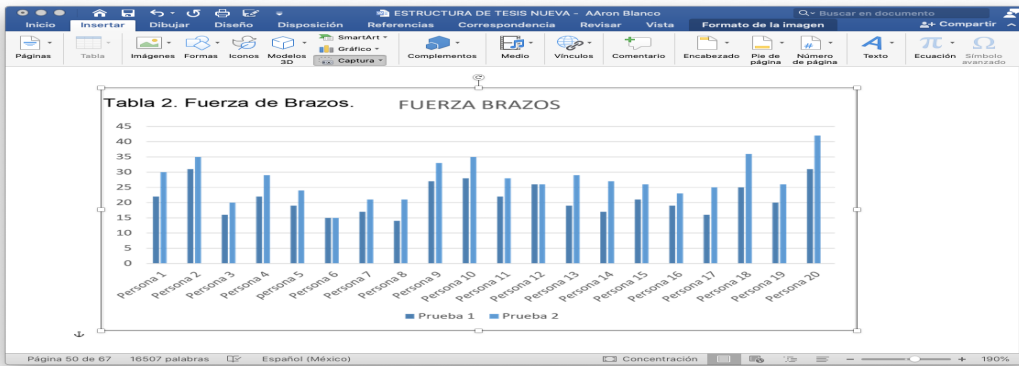 ESTRUCTURA DE TESIS NUEVA - AAron Blanco
Buscar en documento
Inicio Insertar Dibujar Diseño Disposición Referencias Correspondencia Revisar Vista Formato de la imagen Compartir
SmartArt
Gráfico
Captura
Páginas Tabla Imágenes Formas Iconos Modelos 3D Complementos Medio Vínculos Comentario Encabezado Pie de página Número de página Texto Ecuación Símbolo avanzado
Tabla 2. Fuerza de Brazos. FUERZA BRAZOS
45
40
35
30
25
20
15
10
5
0
Persona 1 Persona 2 Persona 3 Persona 4 persona 5 Persona 6 Persona 7 Persona 8 Persona 9 Persona 10 Persona 11 Persona 12 Persona 13 Persona 14 Persona 15 Persona 16 Persona 17 Persona 18 Persona 19 Persona 20
Prueba 1 Prueba 2
Página 50 de 67 16507 palabras Español (México) Concentración 190%